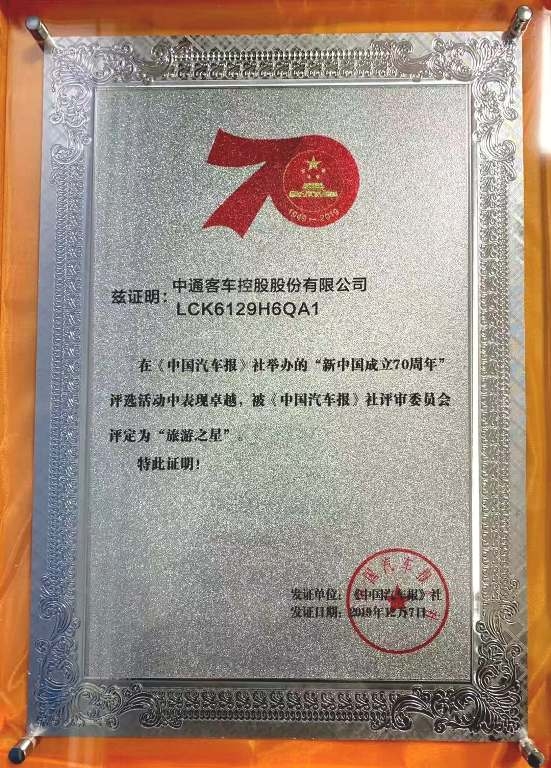 70
1949—2019
兹证明：中通客车控股股份有限公司
LCK6129H6QA1
在《中国汽车报》社举办的“新中国成立70周年”
评选活动中表现卓越，被《中国汽车报》社评审委员会
评定为“旅游之星”。
特此证明！
发证单位：《中国汽车报》社
发证日期：2019年12月7日